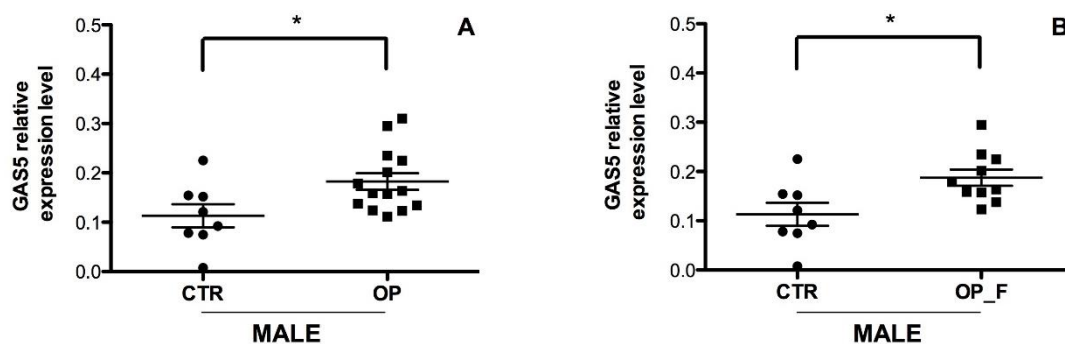 A
*
GAS5 relative
expression level
0.5
0.4
0.3
0.2
0.1
0.0
CTR
OP
MALE
B
*
GAS5 relative
expression level
0.5
0.4
0.3
0.2
0.1
0.0
CTR
OP_F
MALE